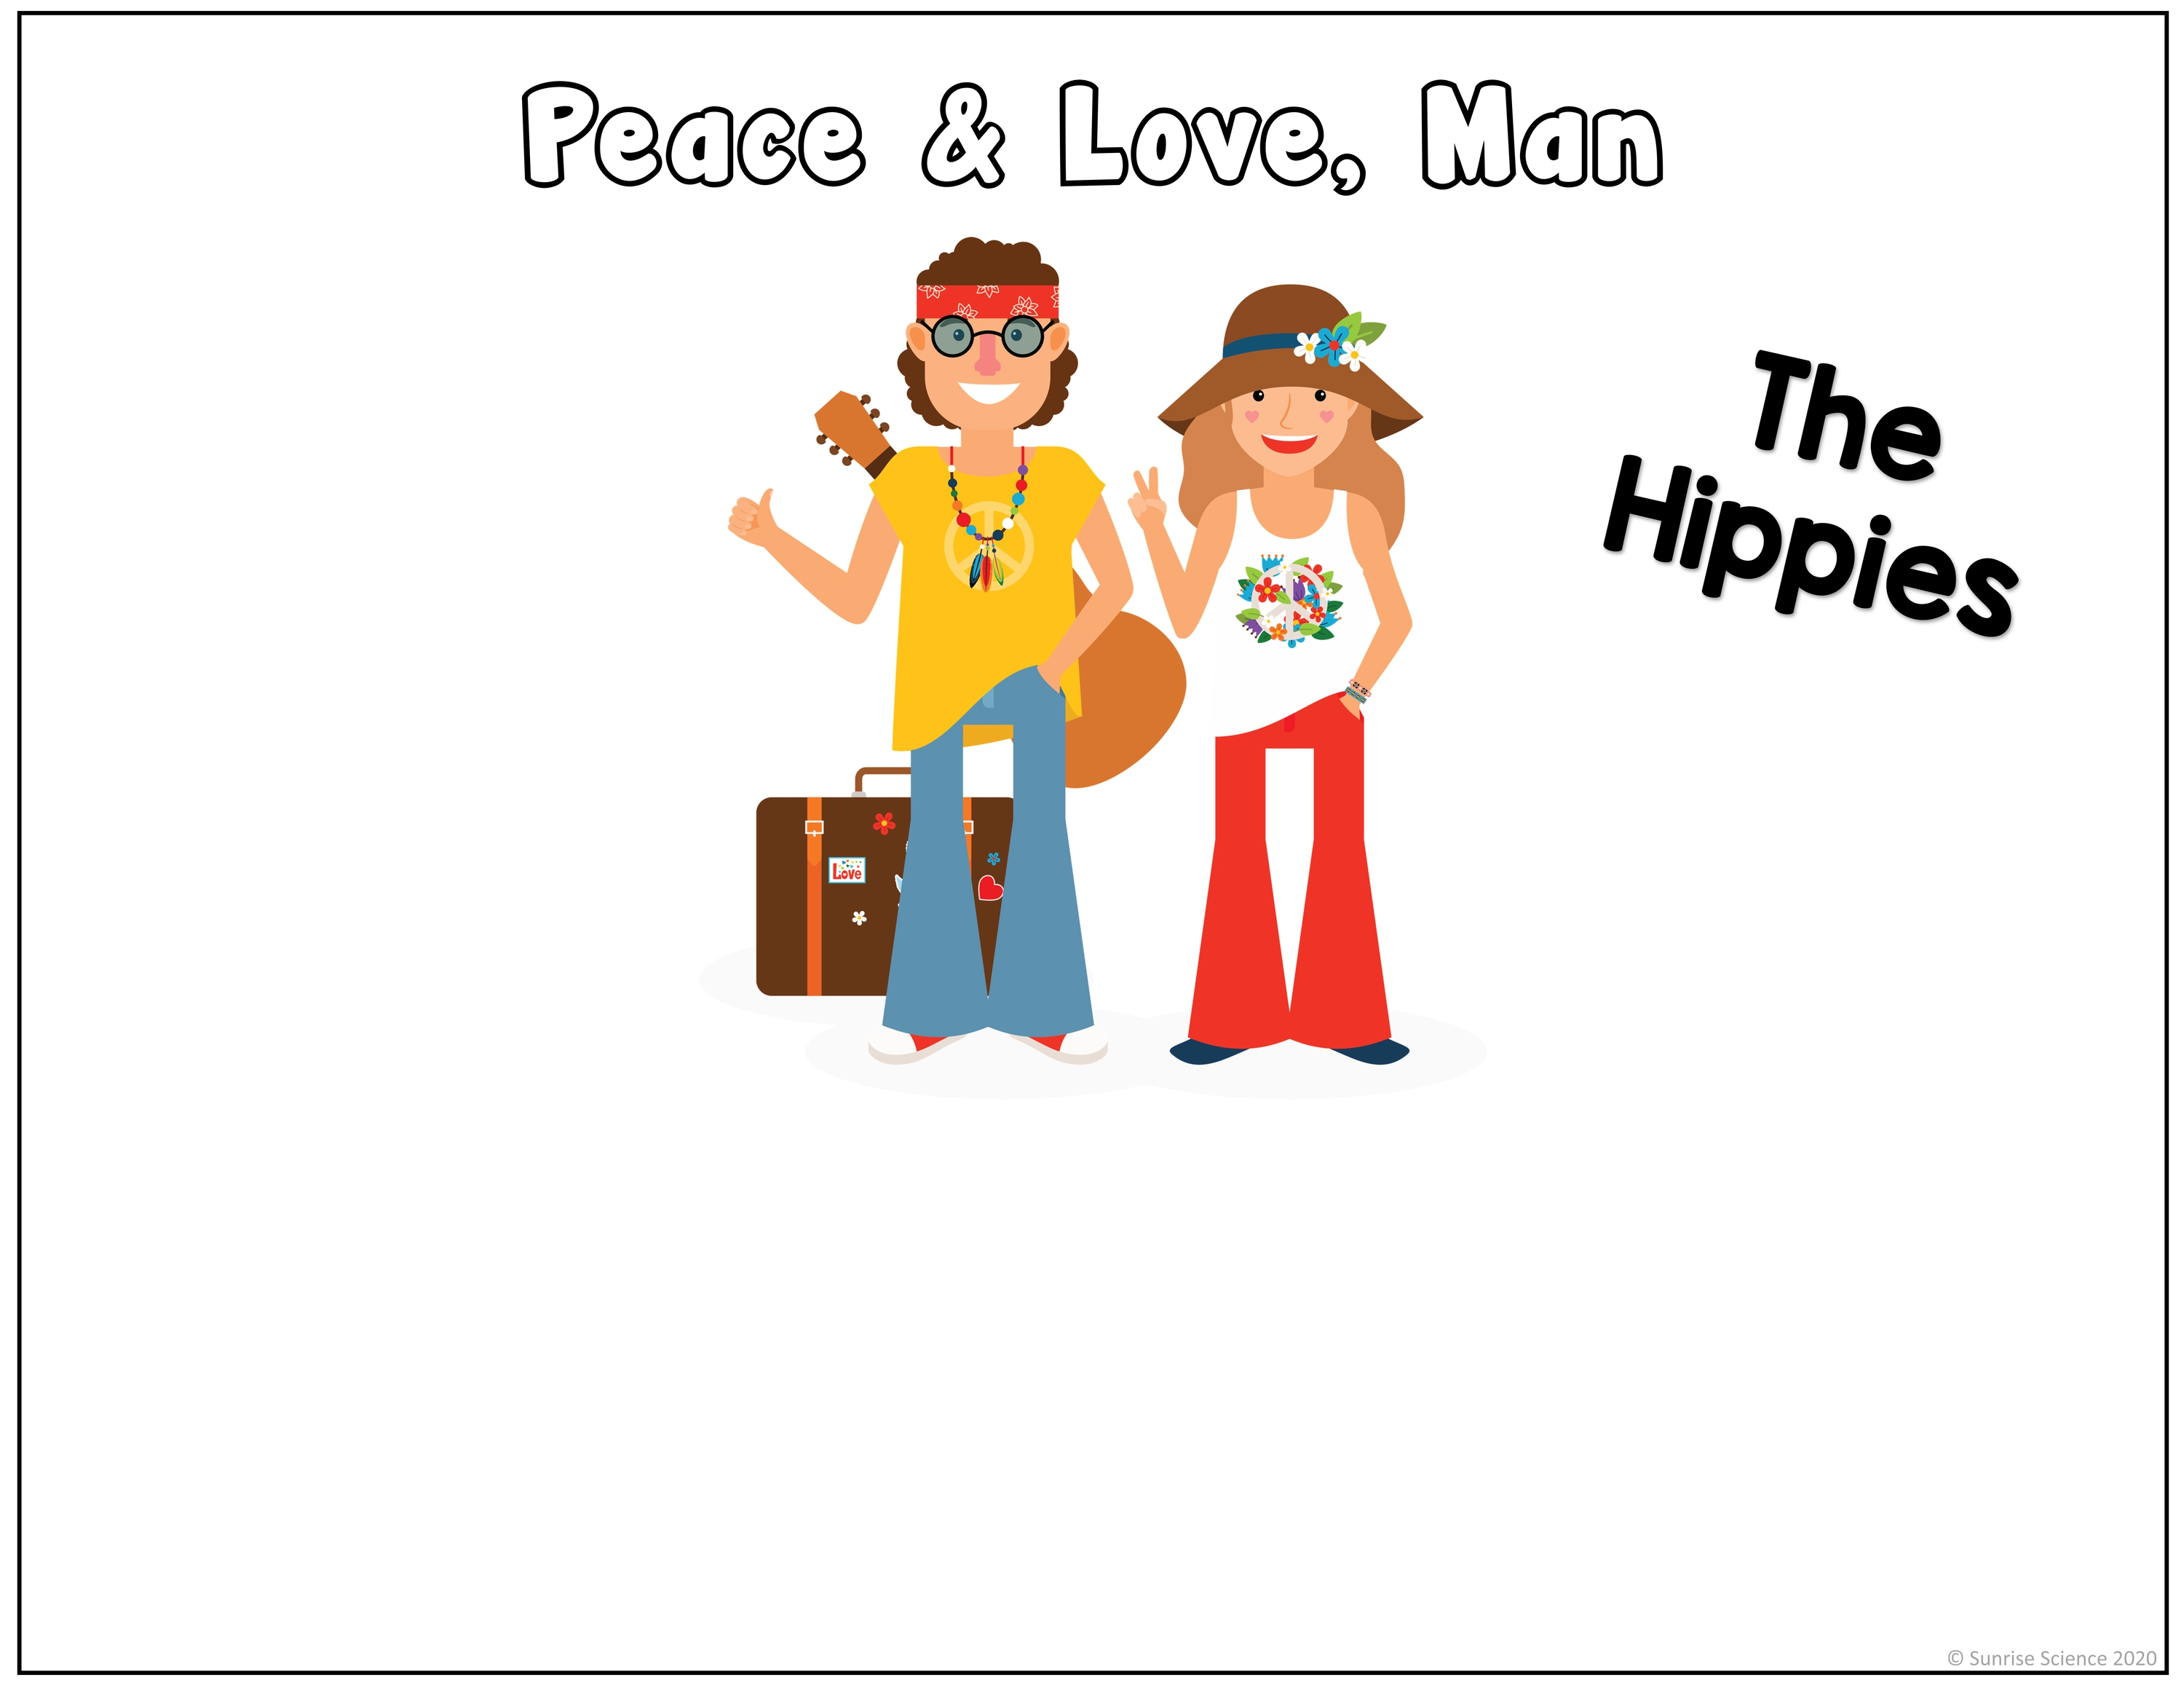 Peace & Love, Man
The
Hippies
Love
© Sunrise Science 2020